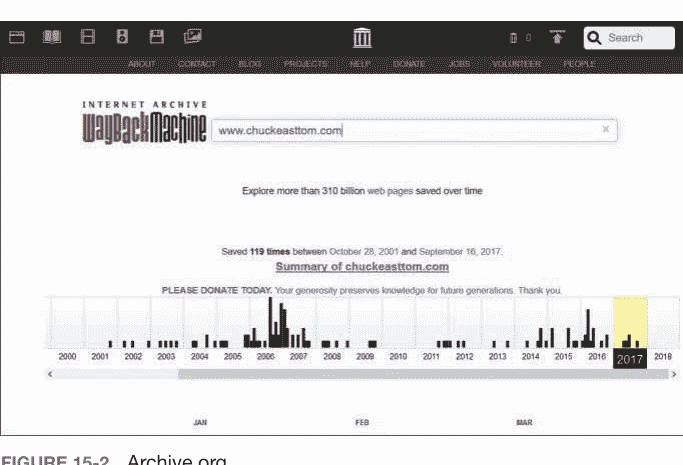 0
Search
ABOUT CONTACT BLOG PROJECTS HELP DONATE JOBS VOLUNTEER PEOPLE
INTERNET ARCHIVE
WayBackMachine
www.chuckeasttom.com
×
Explore more than 310 billion web pages saved over time
Saved 119 times between October 28, 2001 and September 16, 2017.
Summary of chuckeasttom.com
PLEASE DONATE TODAY. Your generosity preserves knowledge for future generations. Thank you.
2000 2001 2002 2003 2004 2005 2006 2007 2008 2009 2010 2011 2012 2013 2014 2015 2016 2017 2018
JAN FEB MAR
FIGURE 15-2 Archive.org